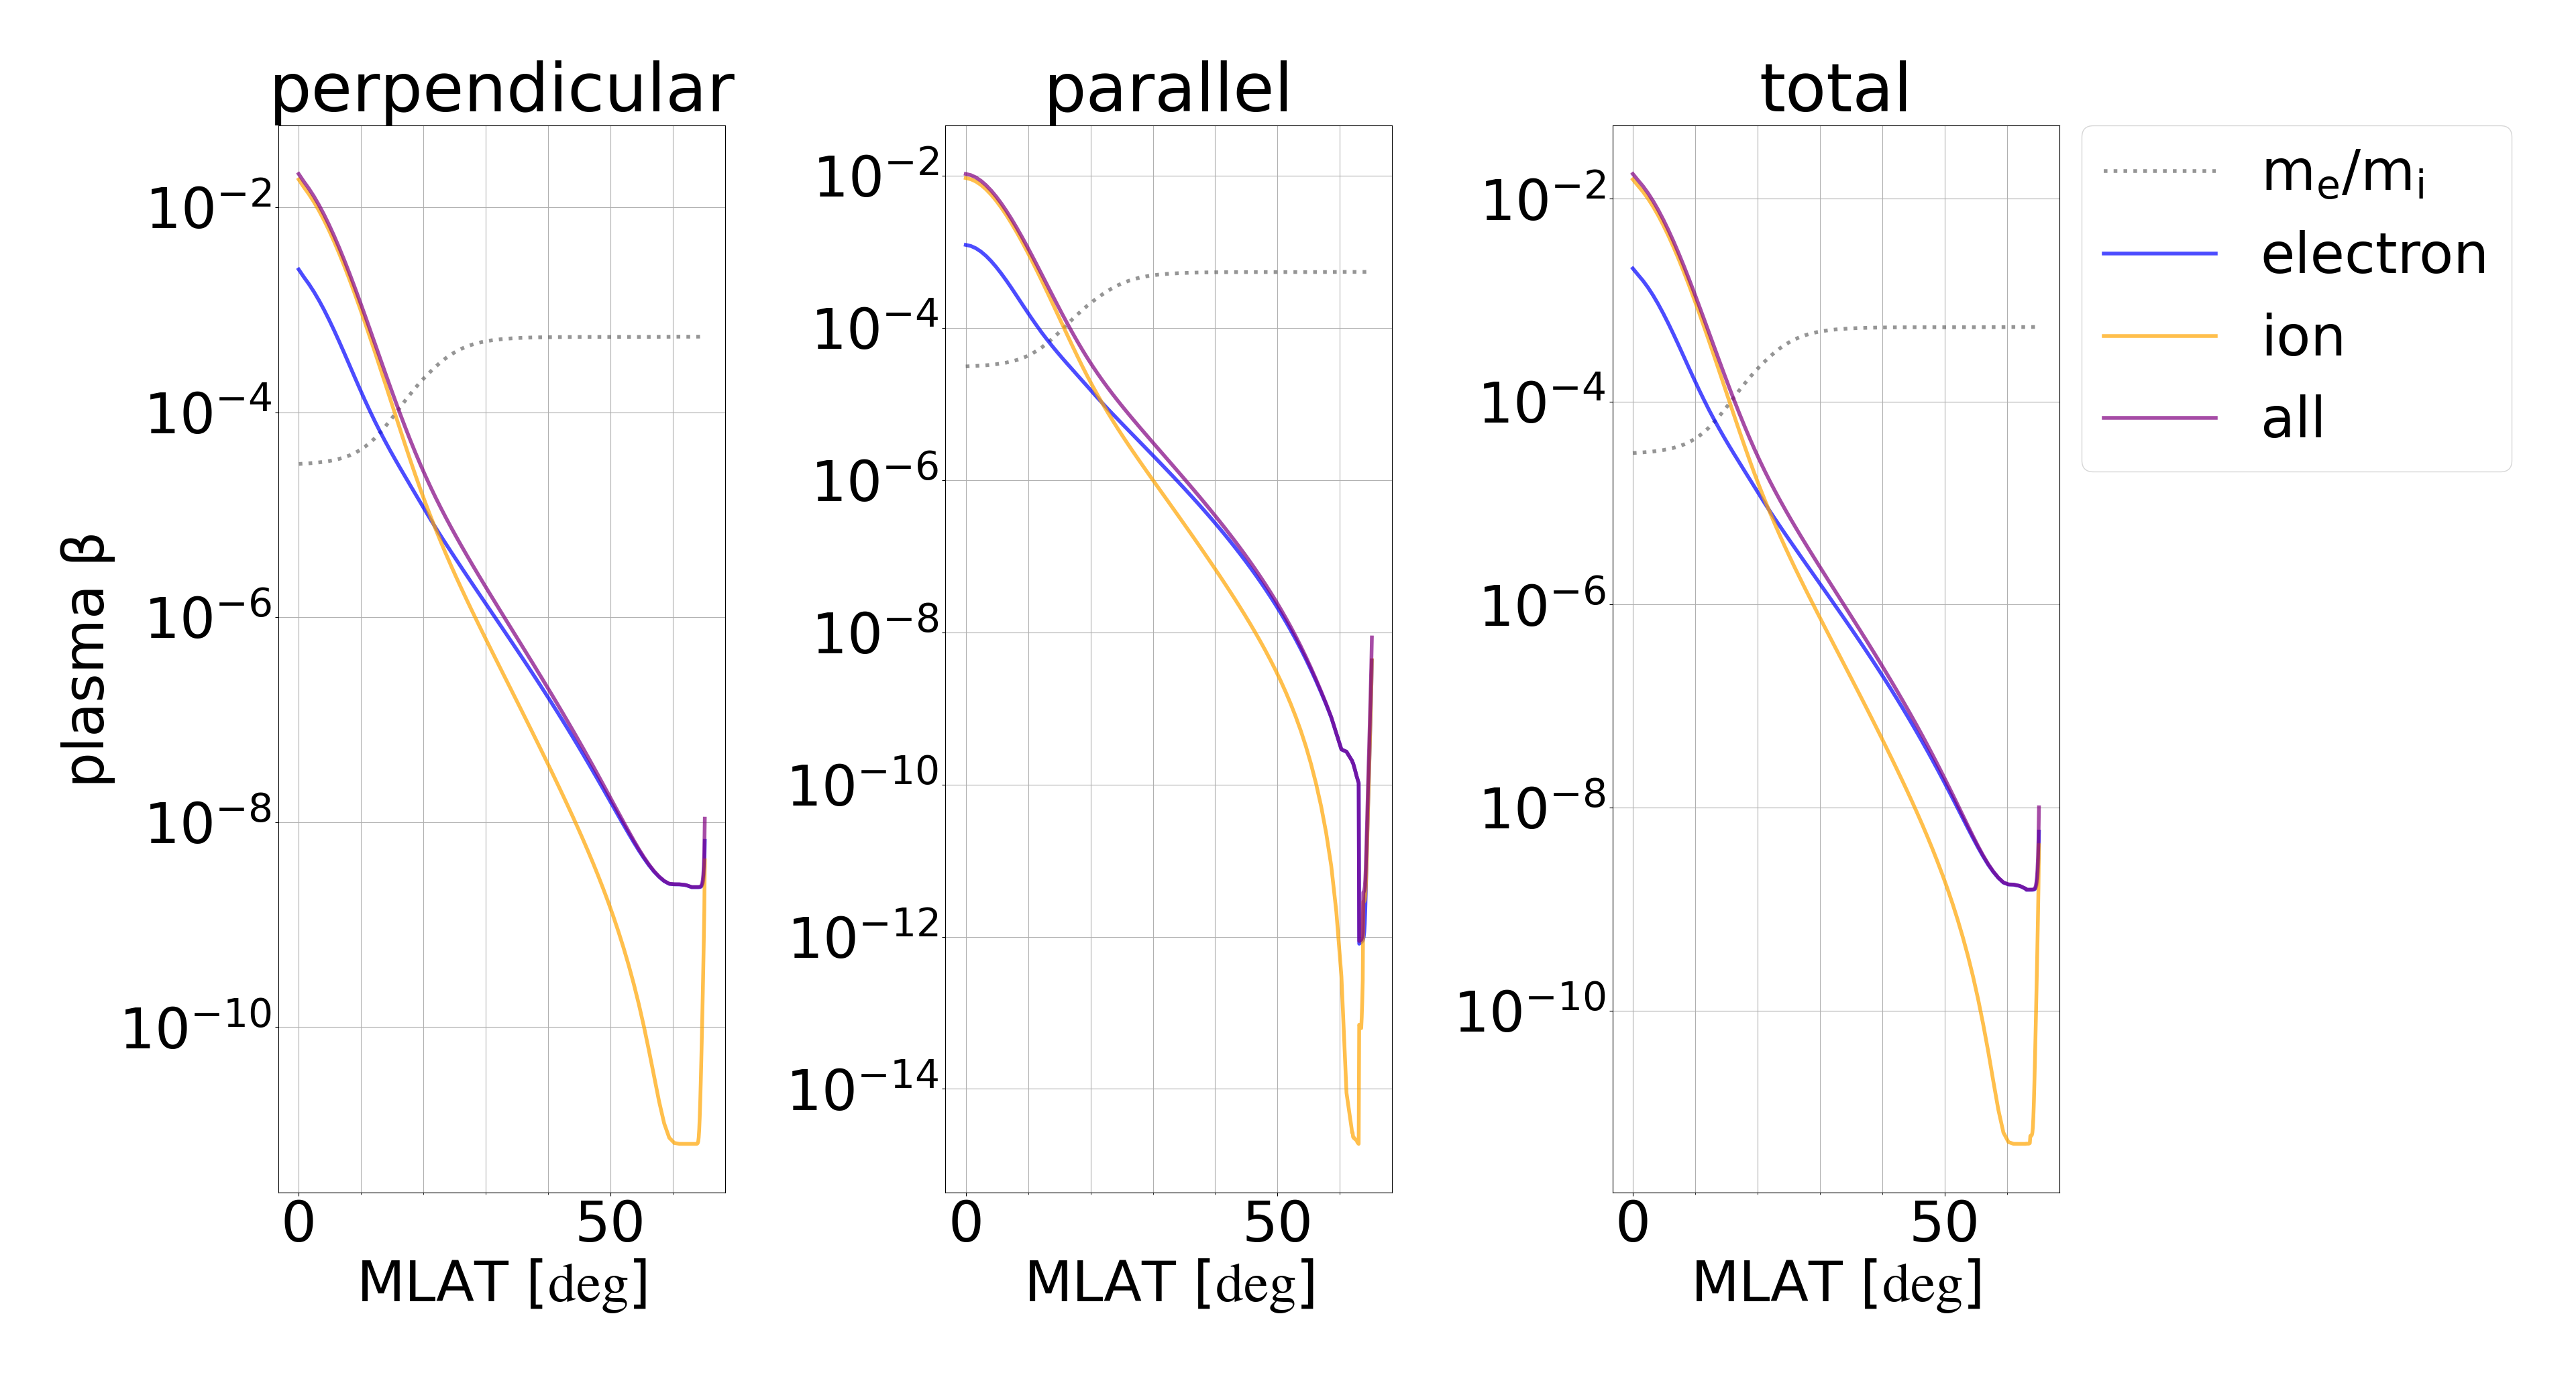 perpendicular
parallel
total
plasma β
10⁻²
10⁻⁴
10⁻⁶
10⁻⁸
10⁻¹⁰
0
50
MLAT [deg]
10⁻²
10⁻⁴
10⁻⁶
10⁻⁸
10⁻¹⁰
10⁻¹²
10⁻¹⁴
0
50
MLAT [deg]
10⁻²
10⁻⁴
10⁻⁶
10⁻⁸
10⁻¹⁰
0
50
MLAT [deg]
mₑ/mᵢ
electron
ion
all